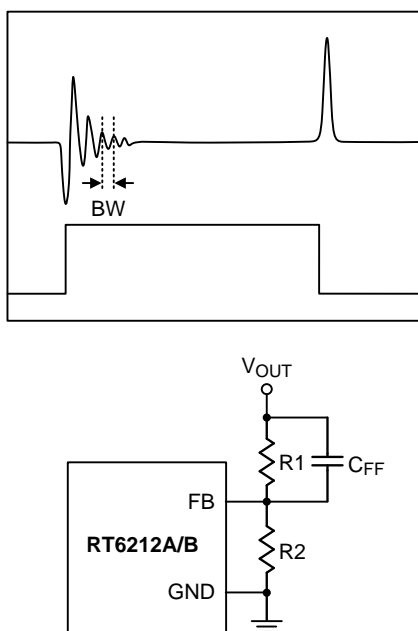 BW
VOUT
R1
CFF
FB
RT6212A/B
R2
GND